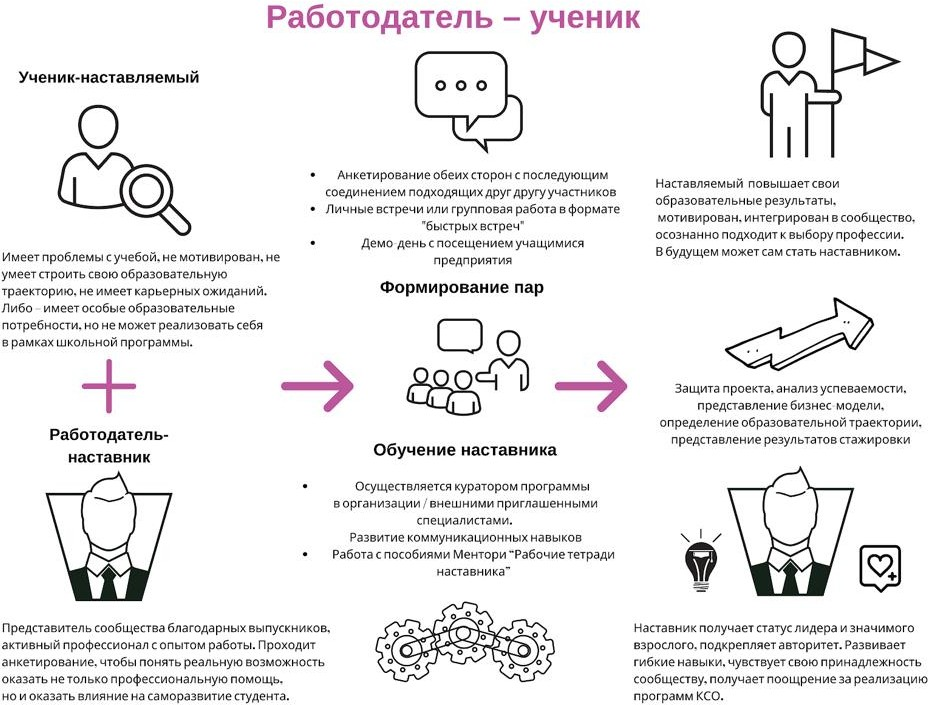 Работодатель – ученик
Ученик-наставляемый
Имеет проблемы с учебой, не мотивирован, не
умеет строить свою образовательную
траекторию, не имеет карьерных ожиданий.
Либо – имеет особые образовательные
потребности, но не может реализовать себя
в рамках школьной программы.
Работодатель-
наставник
Представитель сообщества благодарных выпускников,
активный профессионал с опытом работы. Проходит
анкетирование, чтобы понять реальную возможность
оказать не только профессиональную помощь,
но и оказать влияние на саморазвитие студента.
• Анкетирование обеих сторон с последующим
соединением подходящих друг другу участников
• Личные встречи или групповая работа в формате
"быстрых встреч"
• Демо-день с посещением учащимися
предприятия
Формирование пар
Обучение наставника
• Осуществляется куратором программы
в организации / внешними приглашенными
специалистами.
Развитие коммуникационных навыков
• Работа с пособиями Ментори “Рабочие тетради
наставника”
Наставляемый повышает свои
образовательные результаты,
мотивирован, интегрирован в сообщество,
осознанно подходит к выбору профессии.
В будущем может сам стать наставником.
Защита проекта, анализ успеваемости,
представление бизнес-модели,
определение образовательной траектории,
представление результатов стажировки
Наставник получает статус лидера и значимого
взрослого, подкрепляет авторитет. Развивает
гибкие навыки, чувствует свою принадлежность
сообществу, получает поощрение за реализацию
программ КСО.